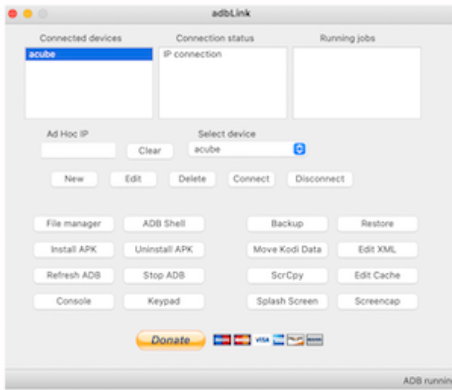 adbLink
Connected devices Connection status Running jobs
acube IP connection
Ad Hoc IP Select device
Clear acube
New Edit Delete Connect Disconnect
File manager ADB Shell Backup Restore
Install APK Uninstall APK Move Kodi Data Edit XML
Refresh ADB Stop ADB ScrCpy Edit Cache
Console Keypad Splash Screen Screencap
Donate VISA
ADB runnin